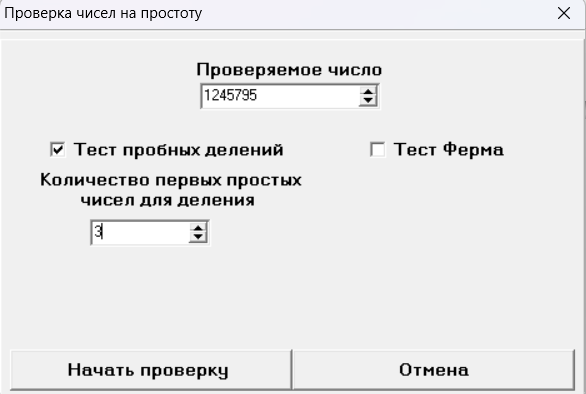 Проверка чисел на простоту
Проверяемое число
1245795
Тест пробных делений
Тест Ферма
Количество первых простых
чисел для деления
3
Начать проверку
Отмена